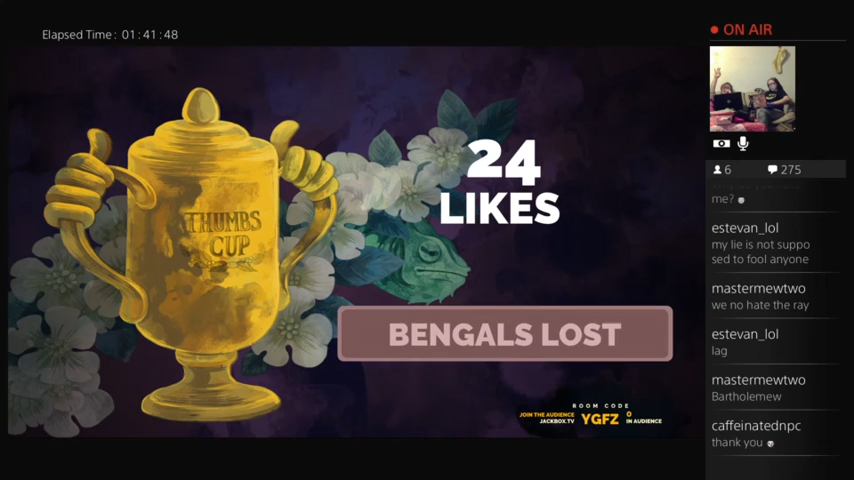 Elapsed Time : 01:41:48
ON AIR
THUMBS
CUP
24
LIKES
BENGALS LOST
ROOM CODE
JOIN THE AUDIENCE
JACKBOX.TV
YGFZ
0
IN AUDIENCE
6
275
me?
estevan_lol
my lie is not suppo
sed to fool anyone
mastermewtwo
we no hate the ray
estevan_lol
lag
mastermewtwo
Bartholemew
caffeinatednpc
thank you